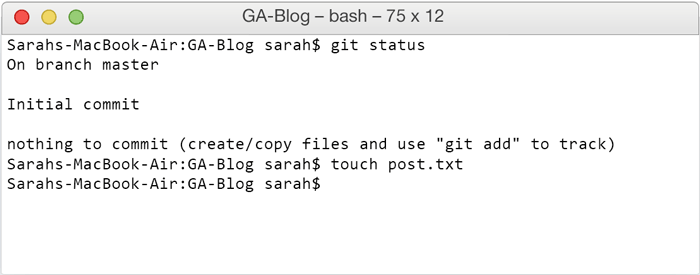 GA-Blog – bash – 75 x 12
Sarahs-MacBook-Air:GA-Blog sarah$ git status
On branch master
Initial commit
nothing to commit (create/copy files and use "git add" to track)
Sarahs-MacBook-Air:GA-Blog sarah$ touch post.txt
Sarahs-MacBook-Air:GA-Blog sarah$